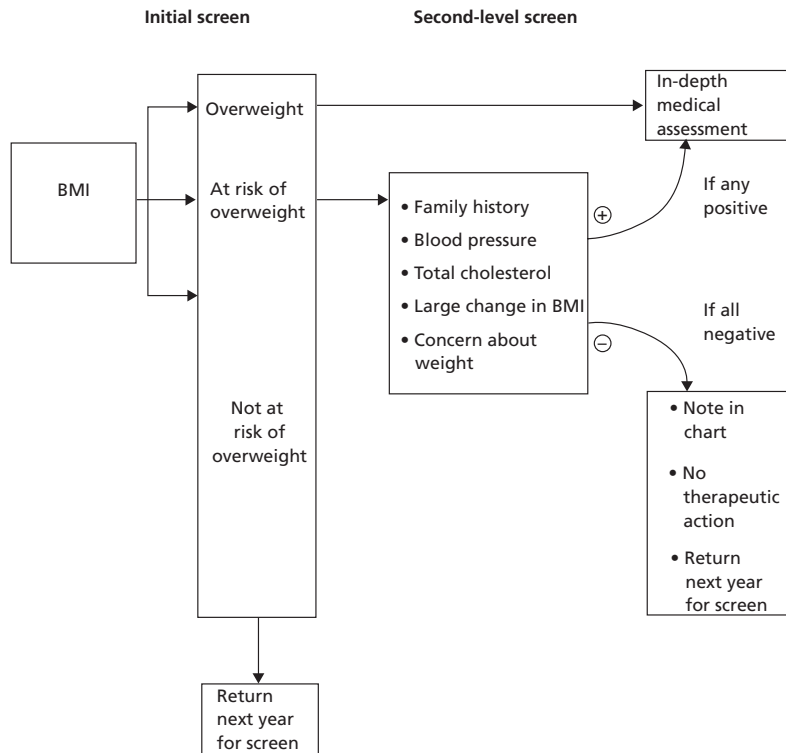 Initial screen
Second-level screen
BMI
Overweight
At risk of
overweight
Not at
risk of
overweight
Return
next year
for screen
• Family history
• Blood pressure
• Total cholesterol
• Large change in BMI
• Concern about
weight
+
If any
positive
In-depth
medical
assessment
−
If all
negative
• Note in
chart
• No
therapeutic
action
• Return
next year
for screen